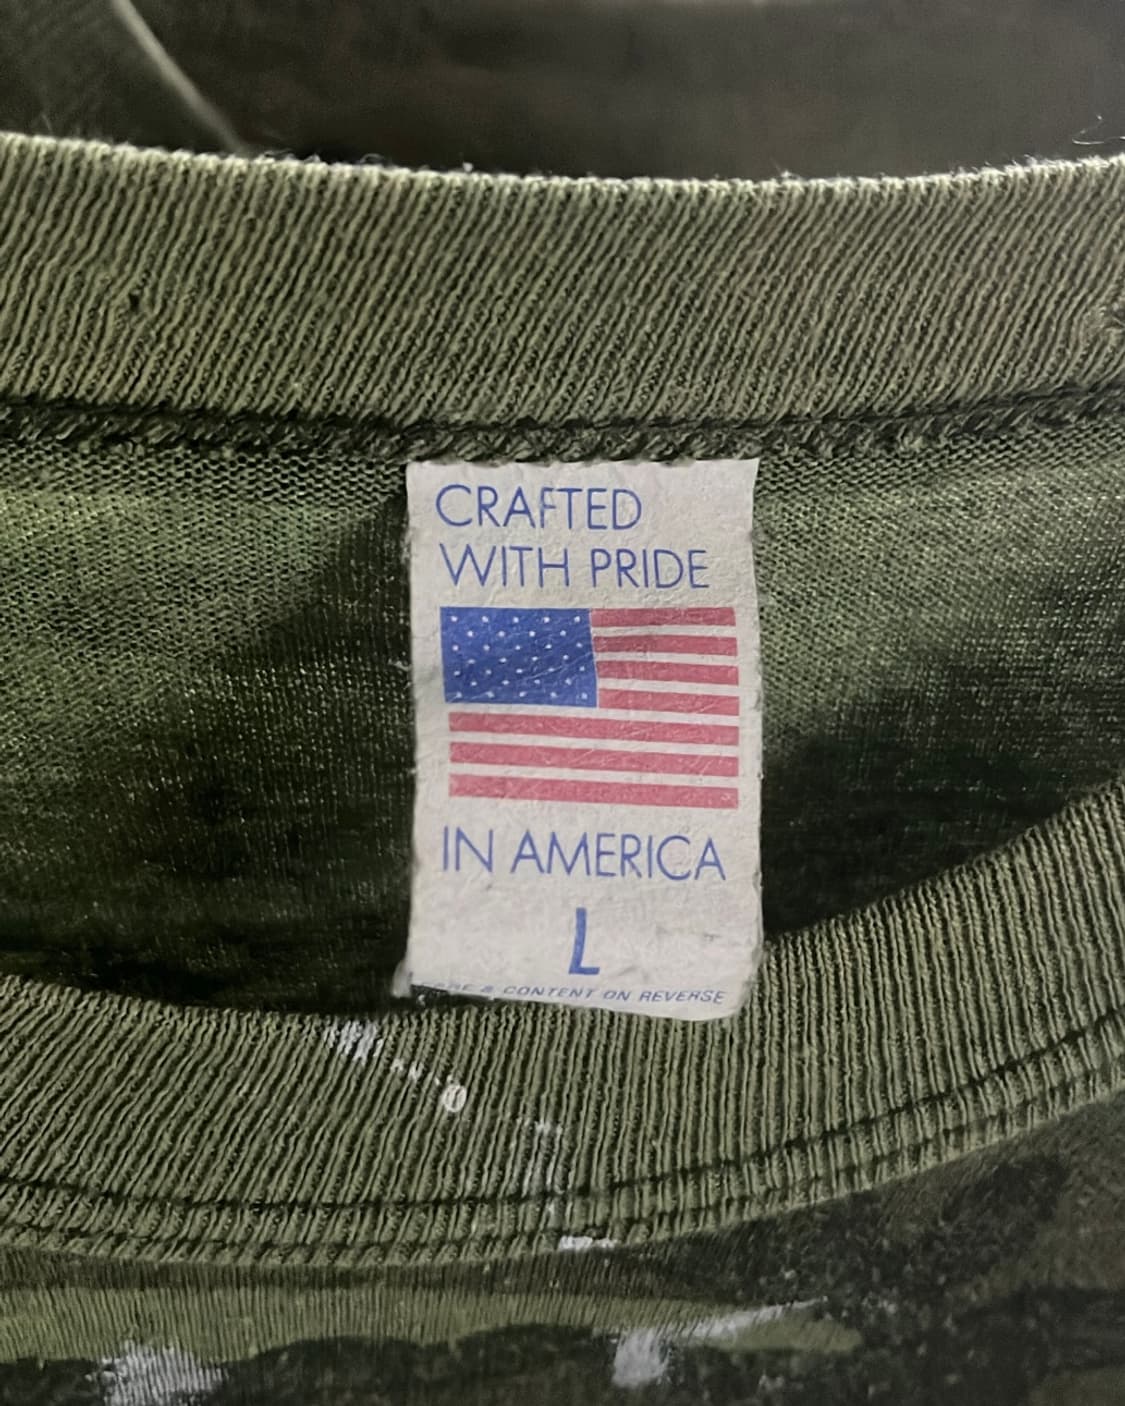 CRAFTED
WITH PRIDE
IN AMERICA
L
& CONTENT ON REVERSE